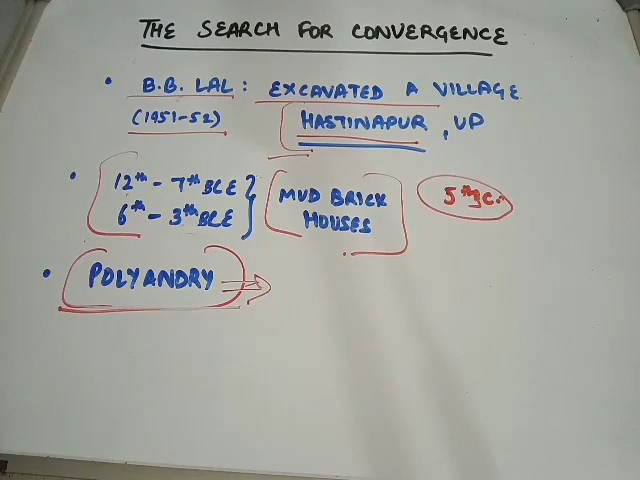 THE SEARCH FOR CONVERGENCE
• B.B. LAL: EXCAVATED A VILLAGE
(1951-52) HASTINAPUR, UP
• 12th - 7th BCE
6th - 3rd BCE
MUD BRICK
HOUSES
5th BC.
• POLYANDRY